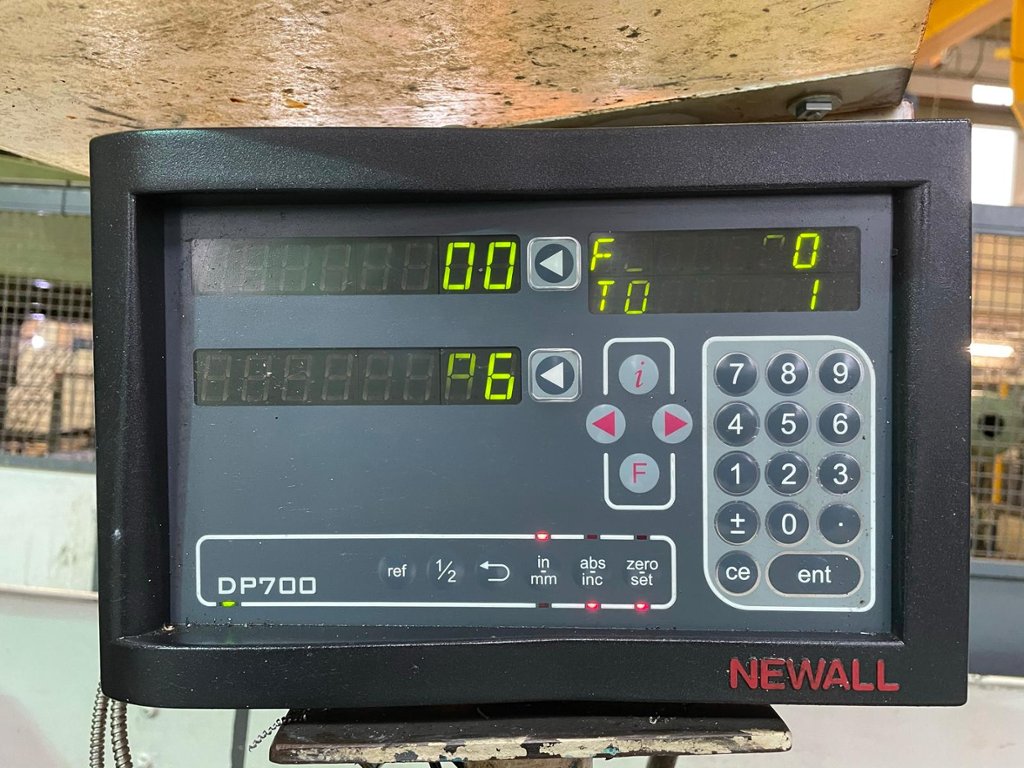 00
F _ 0
T0 1
P6
i
F
7 8 9
4 5 6
1 2 3
± 0 .
ce ent
ref 1/2 in mm abs inc zero set
DP700
NEWALL